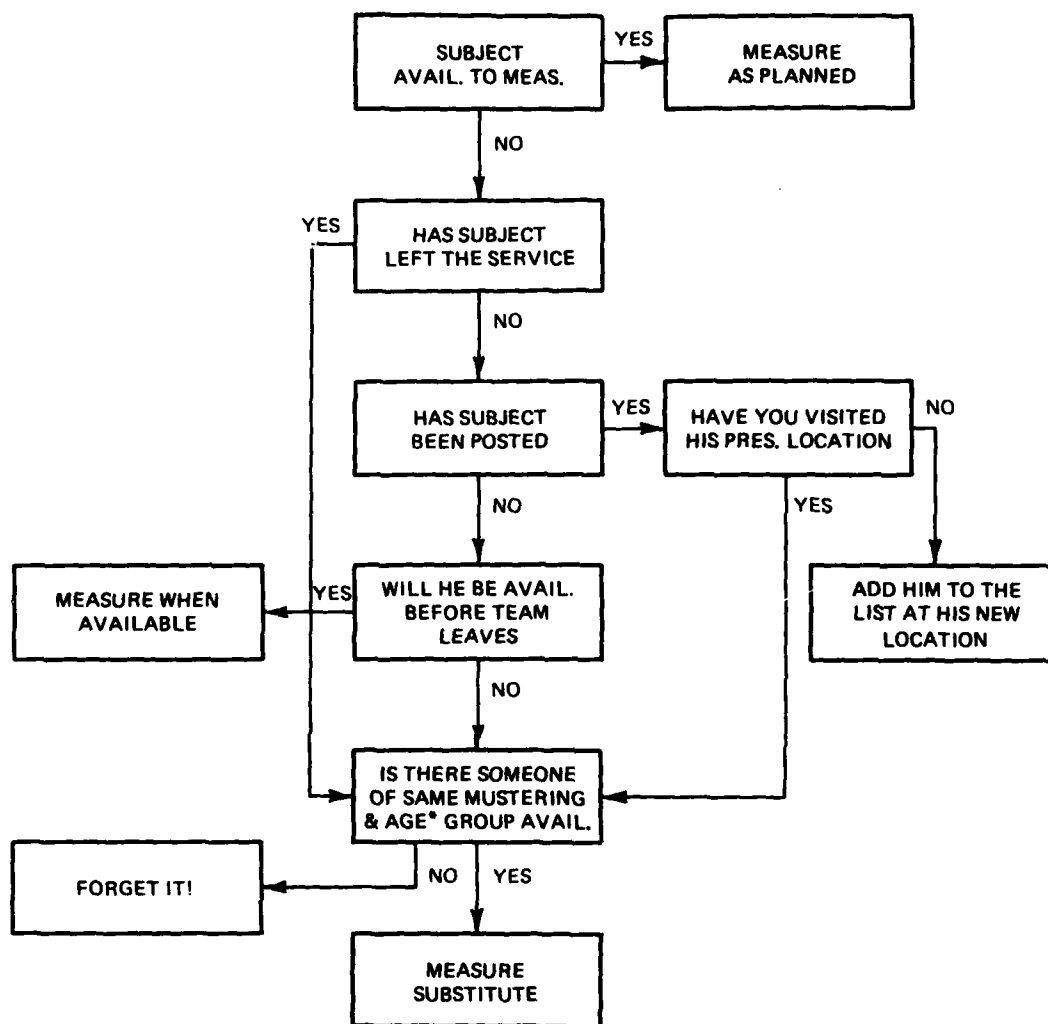 SUBJECT
AVAIL. TO MEAS.
YES
MEASURE
AS PLANNED
NO
YES
HAS SUBJECT
LEFT THE SERVICE
NO
HAS SUBJECT
BEEN POSTED
YES
HAVE YOU VISITED
HIS PRES. LOCATION
NO
NO
YES
MEASURE WHEN
AVAILABLE
YES
WILL HE BE AVAIL.
BEFORE TEAM
LEAVES
ADD HIM TO THE
LIST AT HIS NEW
LOCATION
NO
IS THERE SOMEONE
OF SAME MUSTERING
& AGE* GROUP AVAIL.
FORGET IT!
NO
YES
MEASURE
SUBSTITUTE